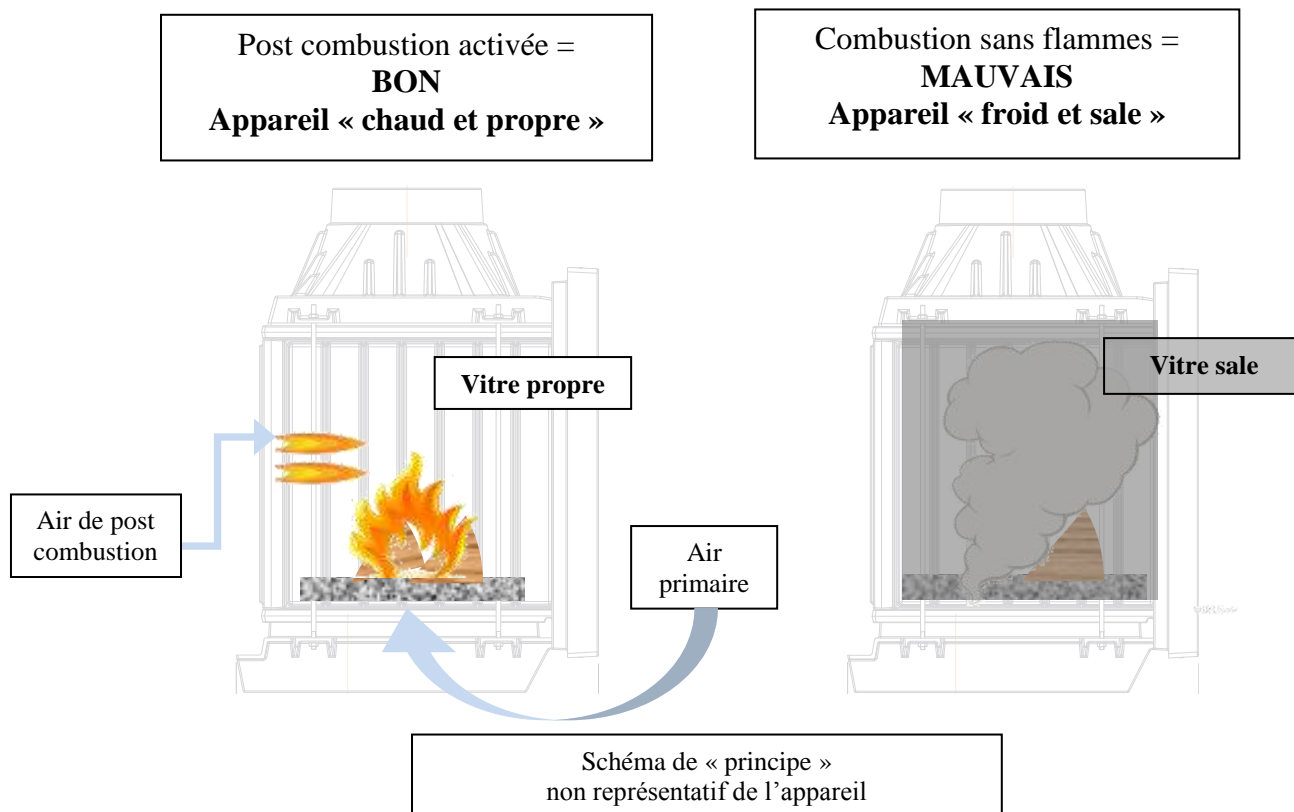 Post combustion activée =
BON
Appareil « chaud et propre »
Combustion sans flammes =
MAUVAIS
Appareil « froid et sale »
Vitre propre
Vitre sale
Air de post
combustion
Air
primaire
Schéma de « principe »
non représentatif de l’appareil